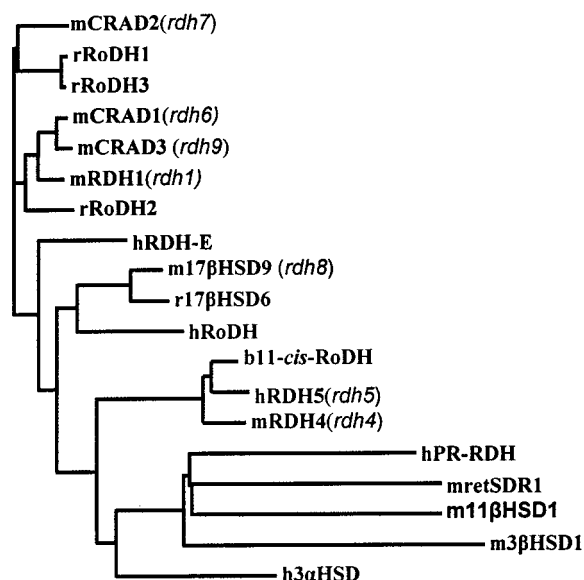 mCRAD2(rdh7)
rRoDH1
rRoDH3
mCRAD1(rdh6)
mCRAD3 (rdh9)
mRDH1(rdh1)
rRoDH2
hRDH-E
m17βHSD9 (rdh8)
r17βHSD6
hRoDH
b11-cis-RoDH
hRDH5(rdh5)
mRDH4(rdh4)
hPR-RDH
mretSDR1
m11βHSD1
m3βHSD1
h3αHSD